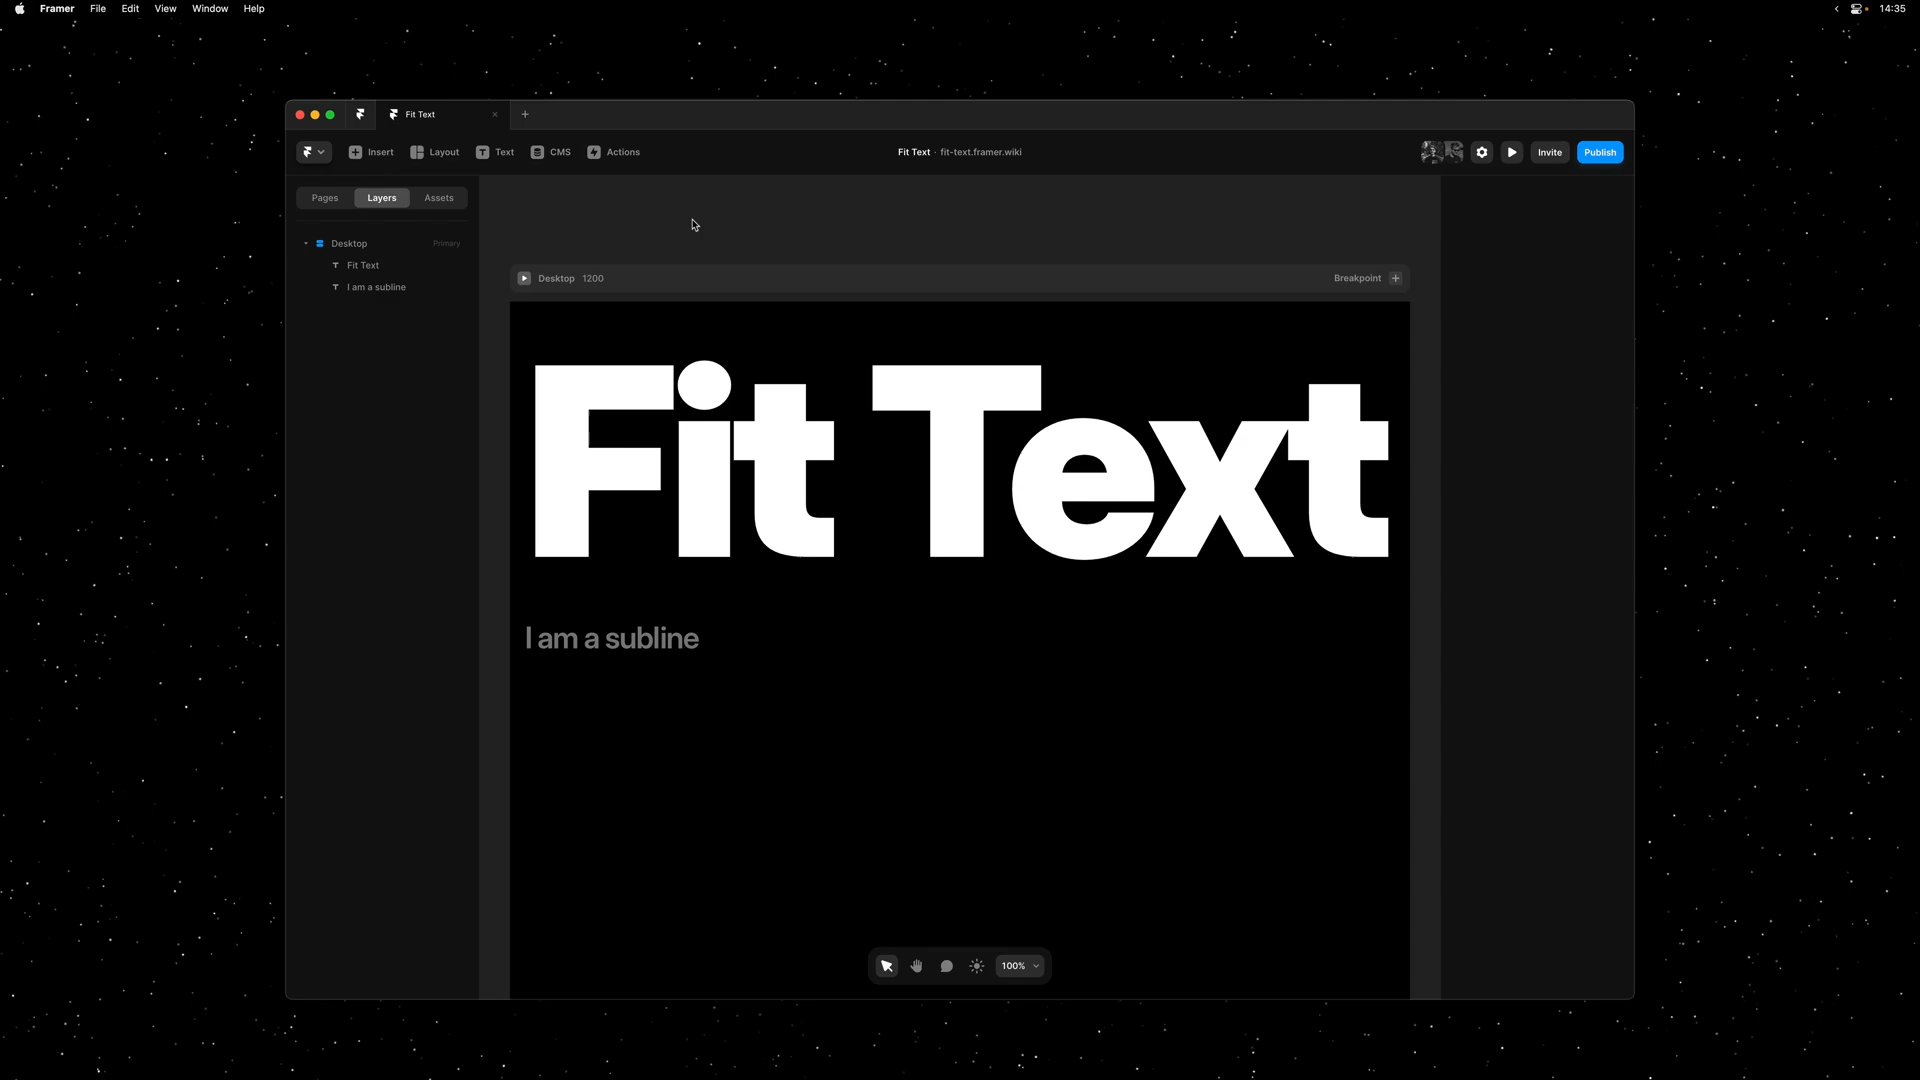 Framer File Edit View Window Help 14:35
Fit Text
Insert Layout Text CMS Actions Fit Text · fit-text.framer.wiki Invite Publish
Pages Layers Assets
Desktop Primary
Fit Text
I am a subline
Desktop 1200 Breakpoint
Fit Text
I am a subline
100%